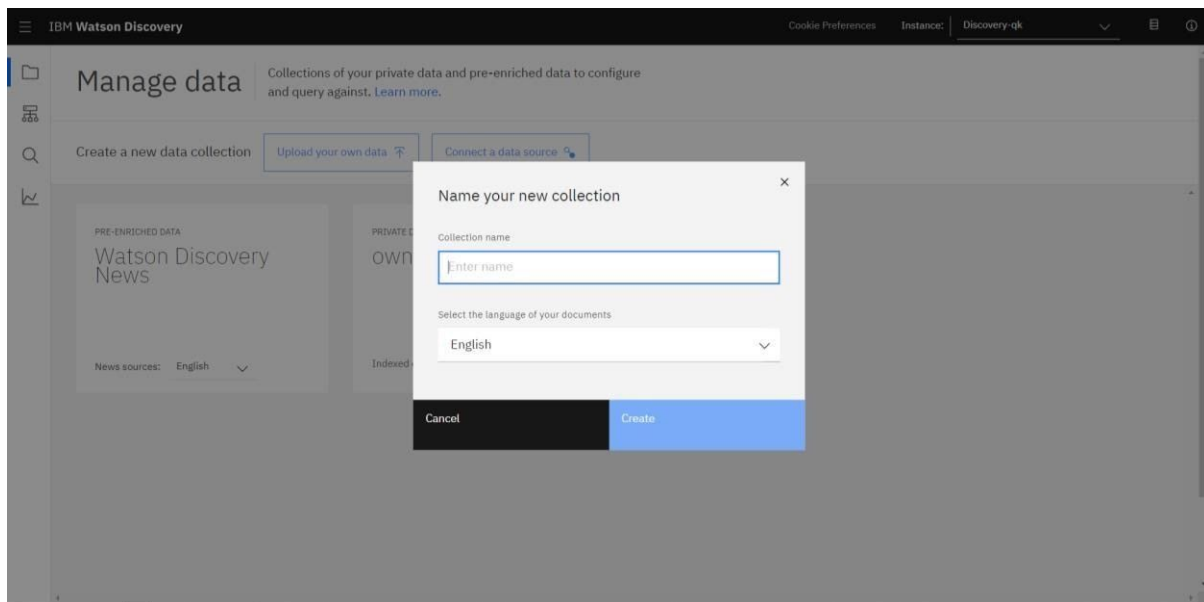 IBM Watson Discovery
Cookie Preferences
Instance:
Discovery-qk
Manage data
Collections of your private data and pre-enriched data to configure
and query against. Learn more.
Create a new data collection
Upload your own data
Connect a data source
PRE-ENRICHED DATA
Watson Discovery
News
News sources:
English
PRIVATE
own
Indexed
Name your new collection
Collection name
Enter name
Select the language of your documents
English
Cancel
Create